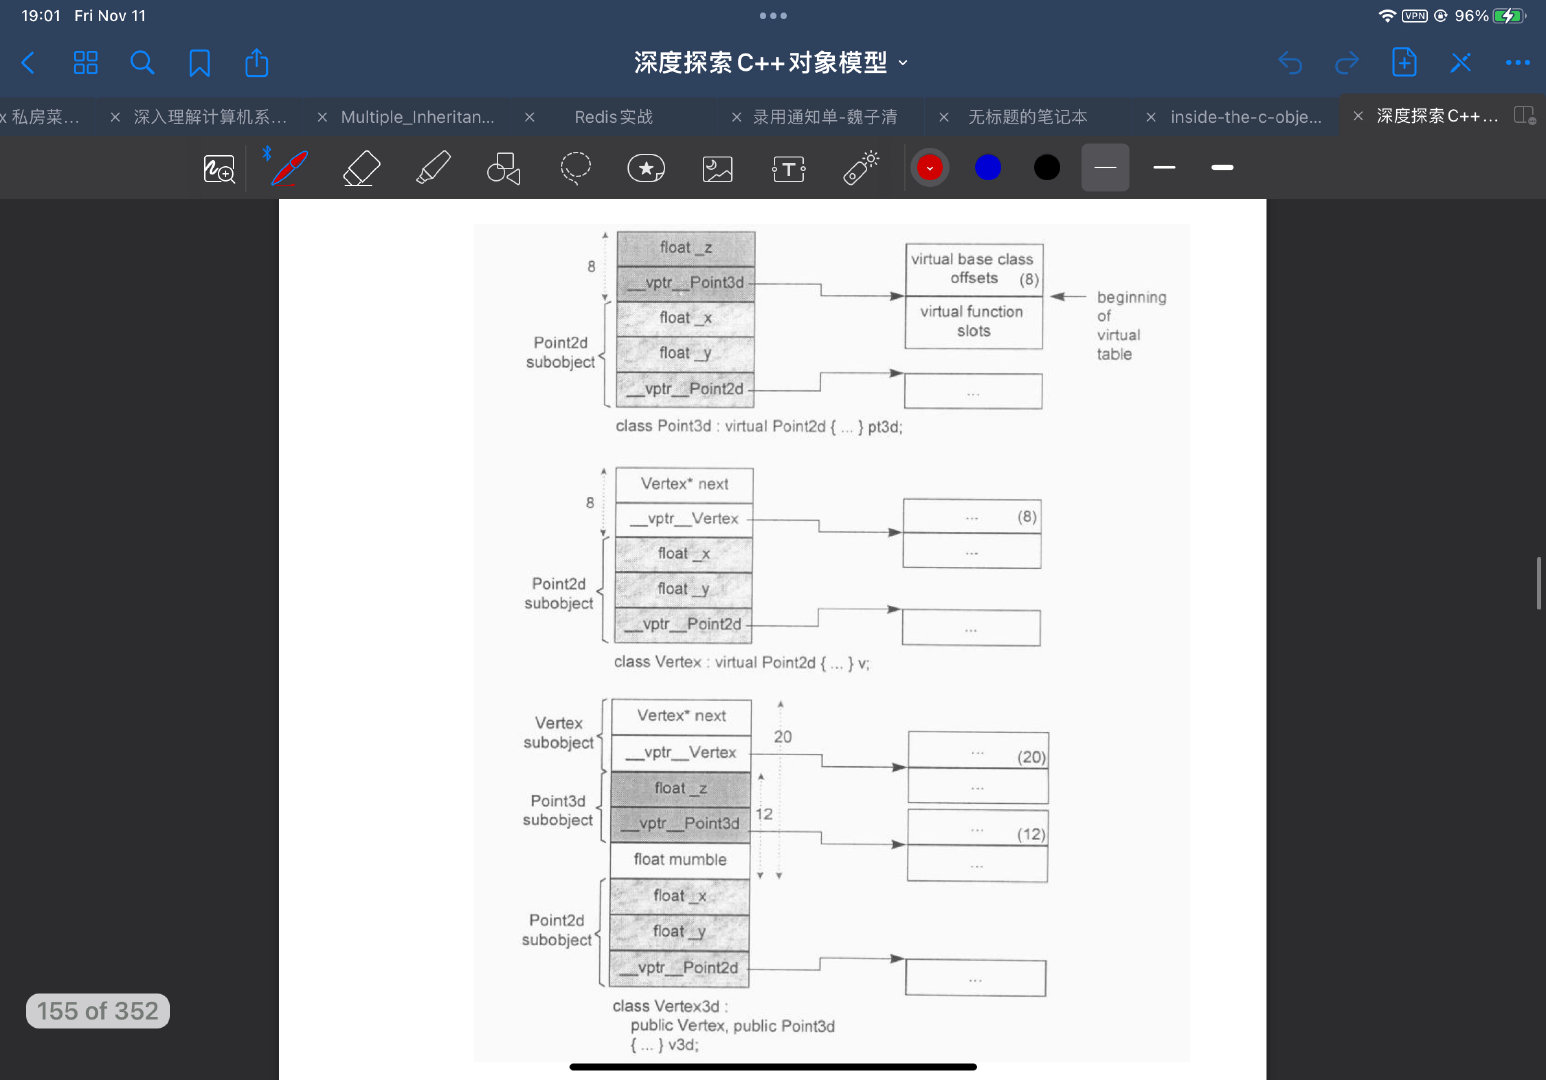 19:01 Fri Nov 11
VPN 96%
深度探索C++对象模型
x 私房菜...
深入理解计算机系...
Multiple_Inheritan...
Redis实战
录用通知单-魏子清
无标题的笔记本
inside-the-c-obje...
深度探索C++...
T
8
float _z
__vptr__Point3d
Point2d
subobject
float _x
float _y
__vptr__Point2d
virtual base class
offsets (8)
virtual function
slots
beginning
of
virtual
table
...
class Point3d : virtual Point2d { ... } pt3d;
8
Vertex* next
__vptr__Vertex
Point2d
subobject
float _x
float _y
__vptr__Point2d
... (8)
...
...
class Vertex : virtual Point2d { ... } v;
Vertex
subobject
Vertex* next
__vptr__Vertex
20
Point3d
subobject
float _z
__vptr__Point3d
12
float mumble
Point2d
subobject
float _x
float _y
__vptr__Point2d
... (20)
...
... (12)
...
...
class Vertex3d :
public Vertex, public Point3d
{ ... } v3d;
155 of 352